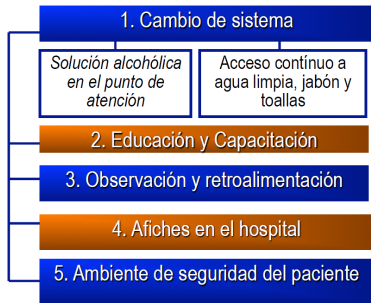 1. Cambio de sistema
Solución alcohólica
en el punto de
atención
Acceso contínuo a
agua limpia, jabón y
toallas
2. Educación y Capacitación
3. Observación y retroalimentación
4. Afiches en el hospital
5. Ambiente de seguridad del paciente